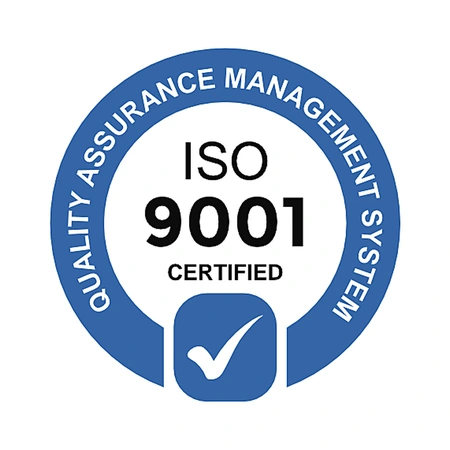 QUALITY ASSURANCE MANAGEMENT SYSTEM
ISO
9001
CERTIFIED